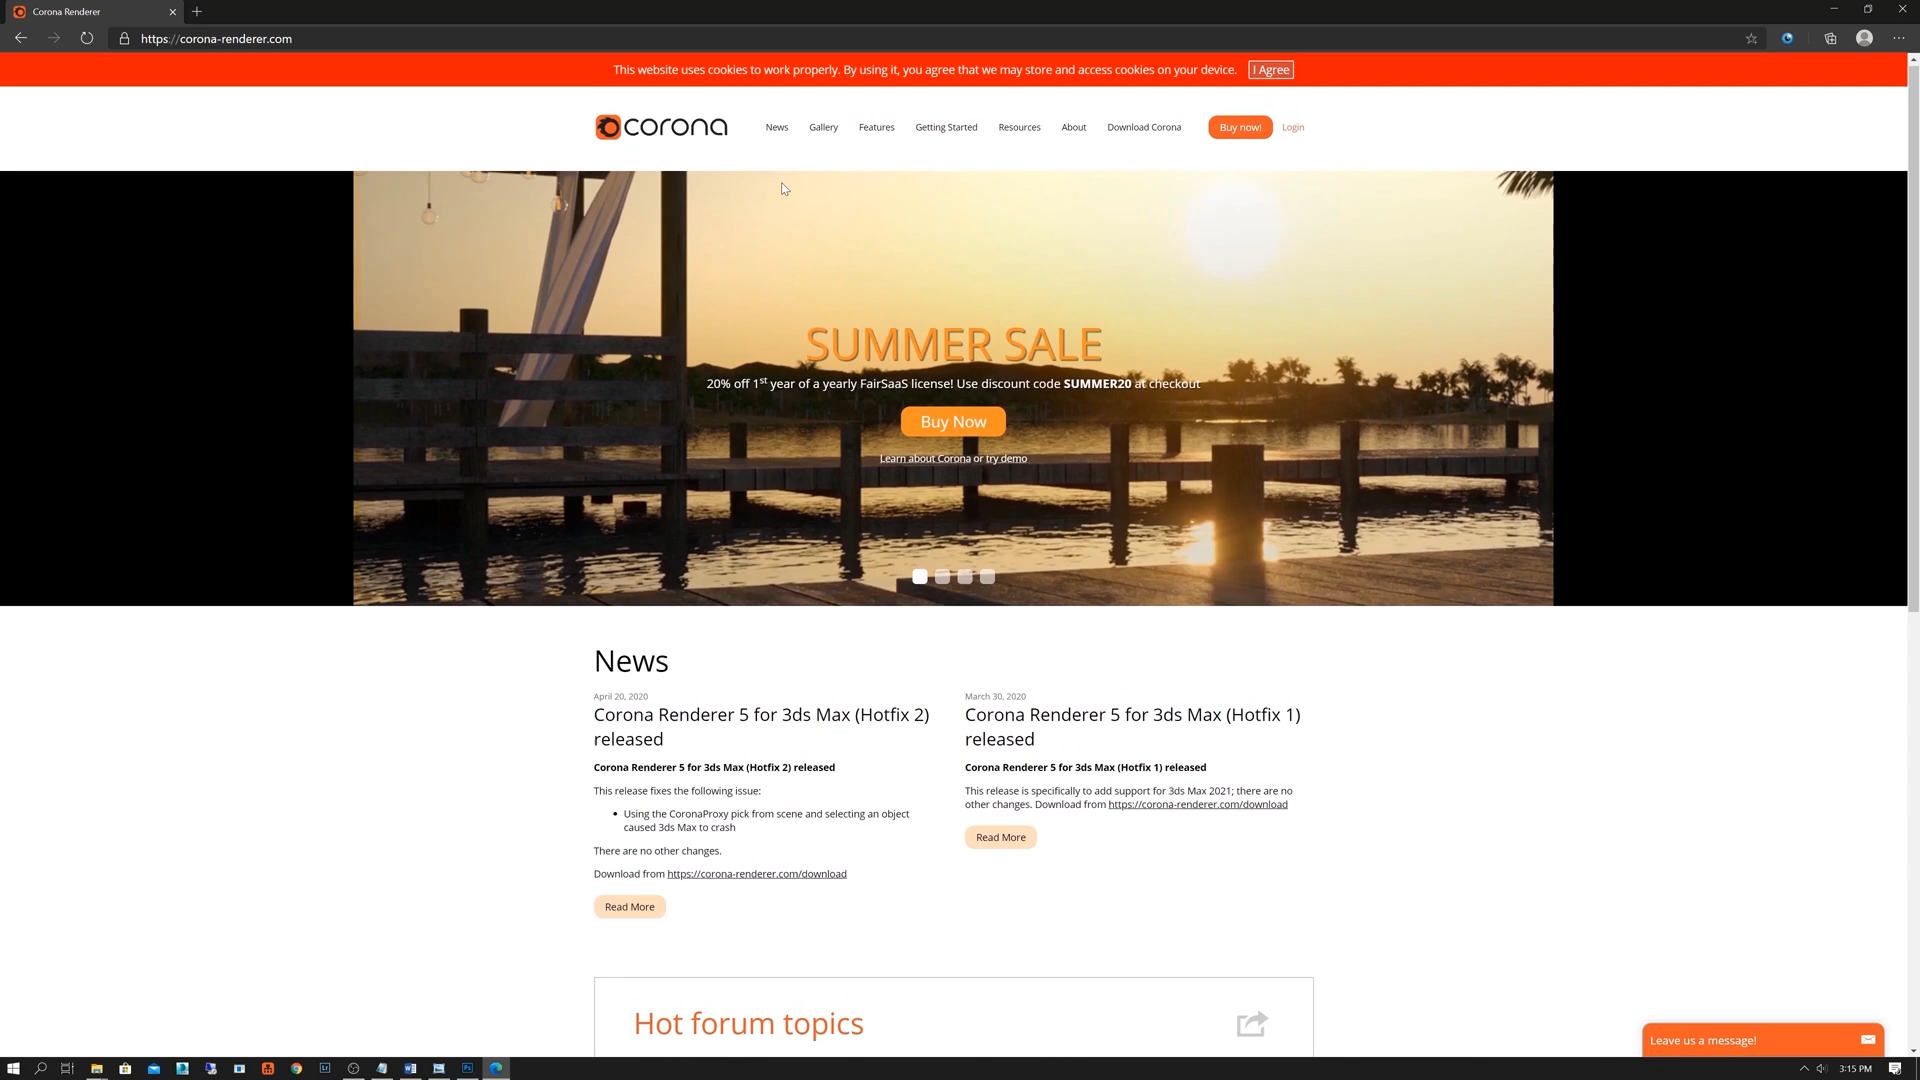 Corona Renderer
https://corona-renderer.com
This website uses cookies to work properly. By using it, you agree that we may store and access cookies on your device. I Agree
corona News Gallery Features Getting Started Resources About Download Corona Buy now! Login
SUMMER SALE
20% off 1st year of a yearly FairSaaS license! Use discount code SUMMER20 at checkout
Buy Now
Learn about Corona or try demo
News
April 20, 2020
Corona Renderer 5 for 3ds Max (Hotfix 2)
released
Corona Renderer 5 for 3ds Max (Hotfix 2) released
This release fixes the following issue:
• Using the CoronaProxy pick from scene and selecting an object
caused 3ds Max to crash
There are no other changes.
Download from https://corona-renderer.com/download
Read More
March 30, 2020
Corona Renderer 5 for 3ds Max (Hotfix 1)
released
Corona Renderer 5 for 3ds Max (Hotfix 1) released
This release is specifically to add support for 3ds Max 2021; there are no
other changes. Download from https://corona-renderer.com/download
Read More
Hot forum topics
Leave us a message!
3:15 PM